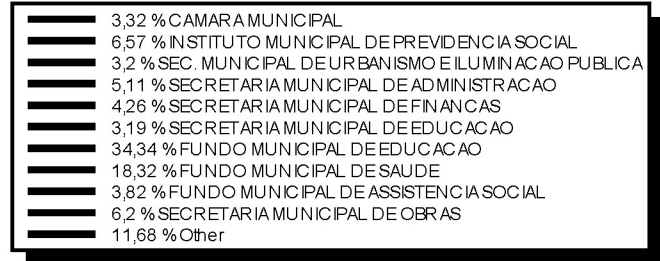 3,32 % CAMARA MUNICIPAL
6,57 % INSTITUTO MUNICIPAL DE PREVIDENCIA SOCIAL
3,2 % SEC. MUNICIPAL DE URBANISMO E ILUMINACAO PUBLICA
5,11 % SECRETARIA MUNICIPAL DE ADMINISTRACAO
4,26 % SECRETARIA MUNICIPAL DE FINANCAS
3,19 % SECRETARIA MUNICIPAL DE EDUCACAO
34,34 % FUNDO MUNICIPAL DE EDUCACAO
18,32 % FUNDO MUNICIPAL DE SAUDE
3,82 % FUNDO MUNICIPAL DE ASSISTENCIA SOCIAL
6,2 % SECRETARIA MUNICIPAL DE OBRAS
11,68 % Other